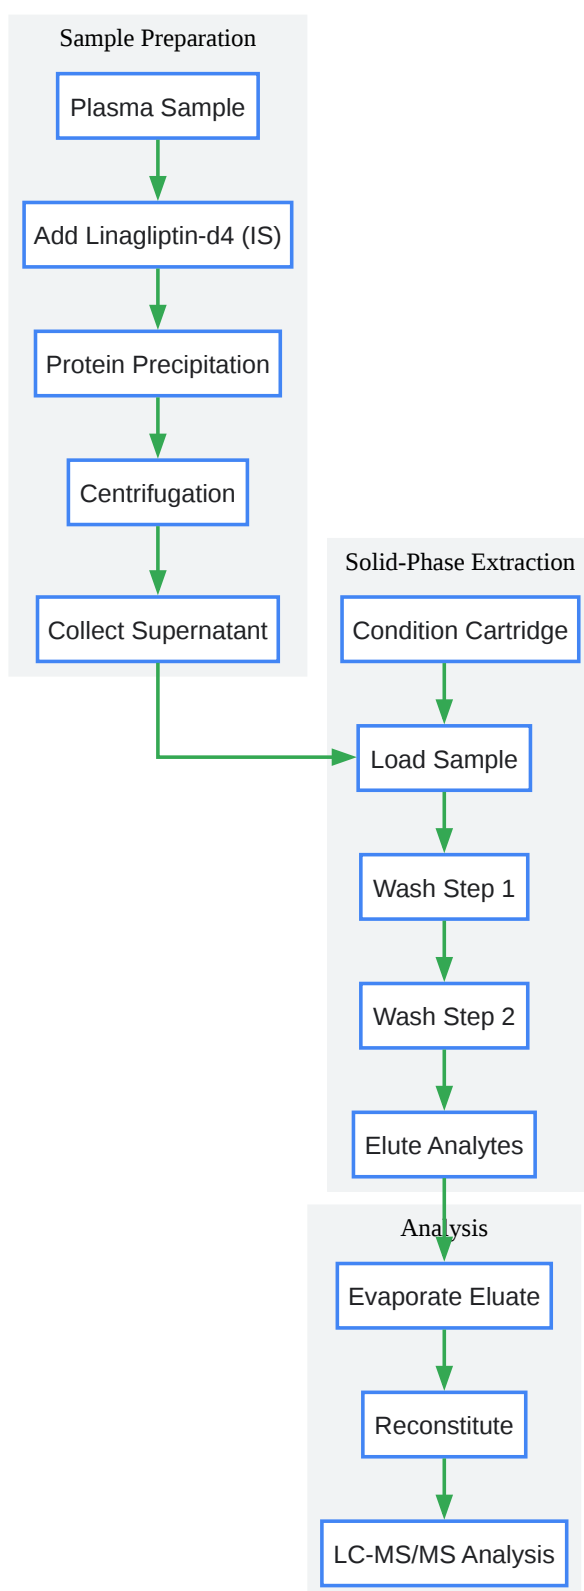 Sample Preparation
Plasma Sample
Add Linagliptin-d4 (IS)
Protein Precipitation
Centrifugation
Collect Supernatant
Solid-Phase Extraction
Condition Cartridge
Load Sample
Wash Step 1
Wash Step 2
Elute Analytes
Analysis
Evaporate Eluate
Reconstitute
LC-MS/MS Analysis